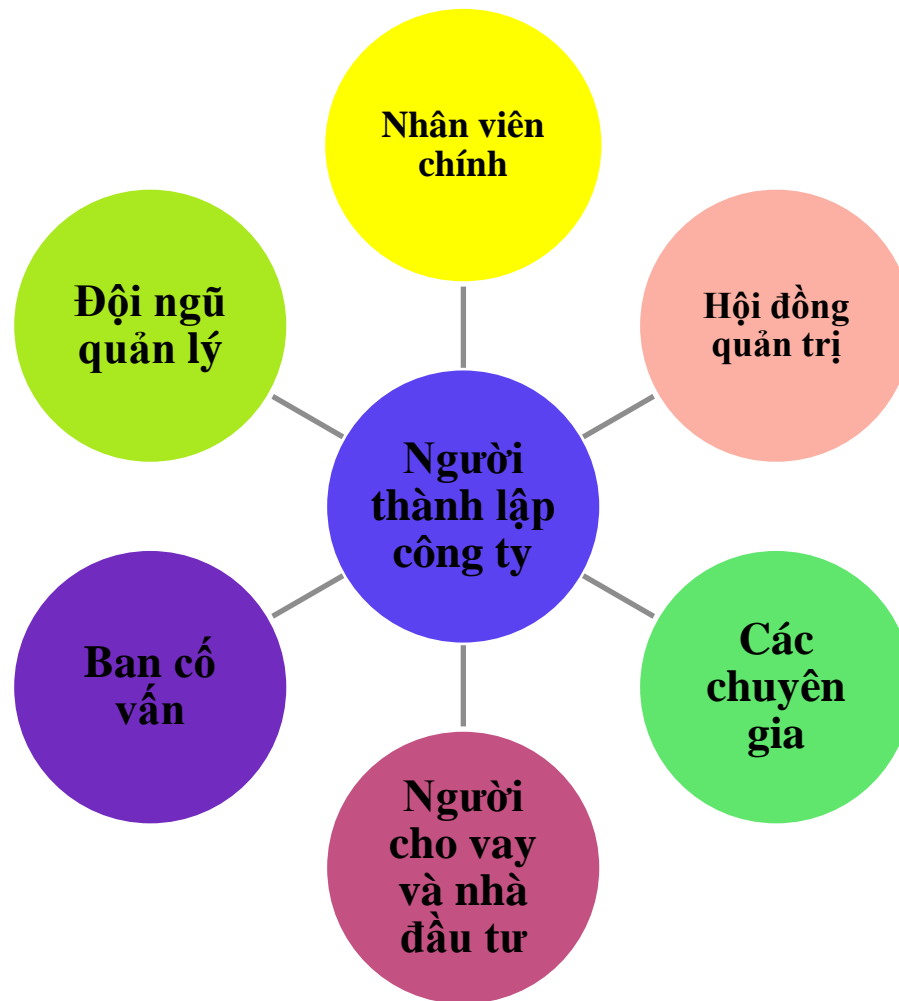 Nhân viên
chính
Đội ngũ
quản lý
Hội đồng
quản trị
Người
thành lập
công ty
Ban cố
vấn
Các
chuyên
gia
Người
cho vay
và nhà
đầu tư